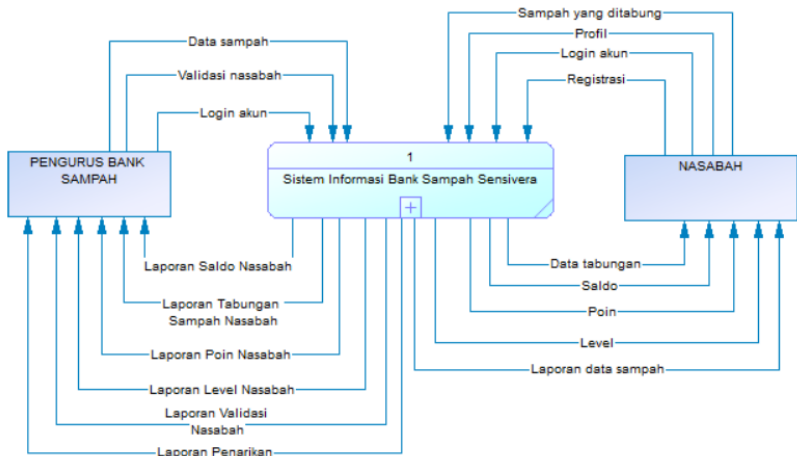 Sampah yang ditabung
Data sampah
Profil
Login akun
Validasi nasabah
Registrasi
Login akun
PENGURUS BANK
SAMPAH
1
Sistem Informasi Bank Sampah Sensivera
NASABAH
Laporan Saldo Nasabah
Data tabungan
Saldo
Laporan Tabungan
Sampah Nasabah
Poin
Laporan Poin Nasabah
Level
Laporan data sampah
Laporan Level Nasabah
Laporan Validasi
Nasabah
Laporan Penarikan